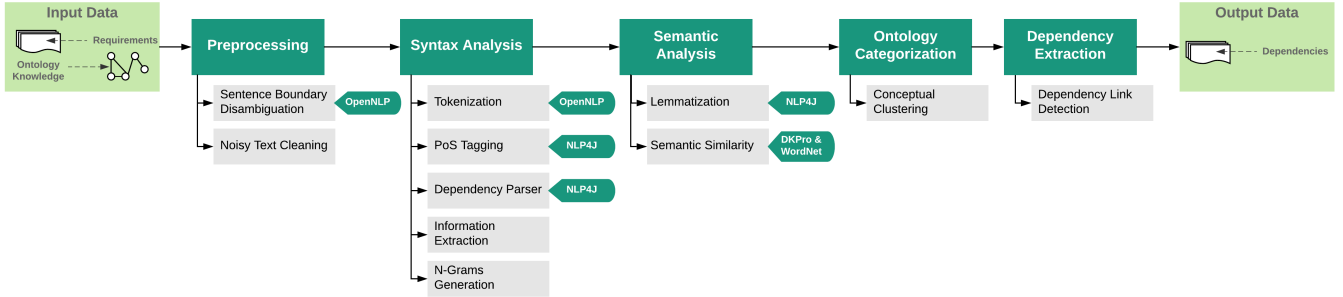 Input Data
Requirements
Ontology
Knowledge
Preprocessing
Sentence Boundary
Disambiguation
OpenNLP
Noisy Text Cleaning
Syntax Analysis
Tokenization
OpenNLP
PoS Tagging
NLP4J
Dependency Parser
NLP4J
Information
Extraction
N-Grams
Generation
Semantic
Analysis
Lemmatization
NLP4J
Semantic Similarity
DKPro &
WordNet
Ontology
Categorization
Conceptual
Clustering
Dependency
Extraction
Dependency Link
Detection
Output Data
Dependencies